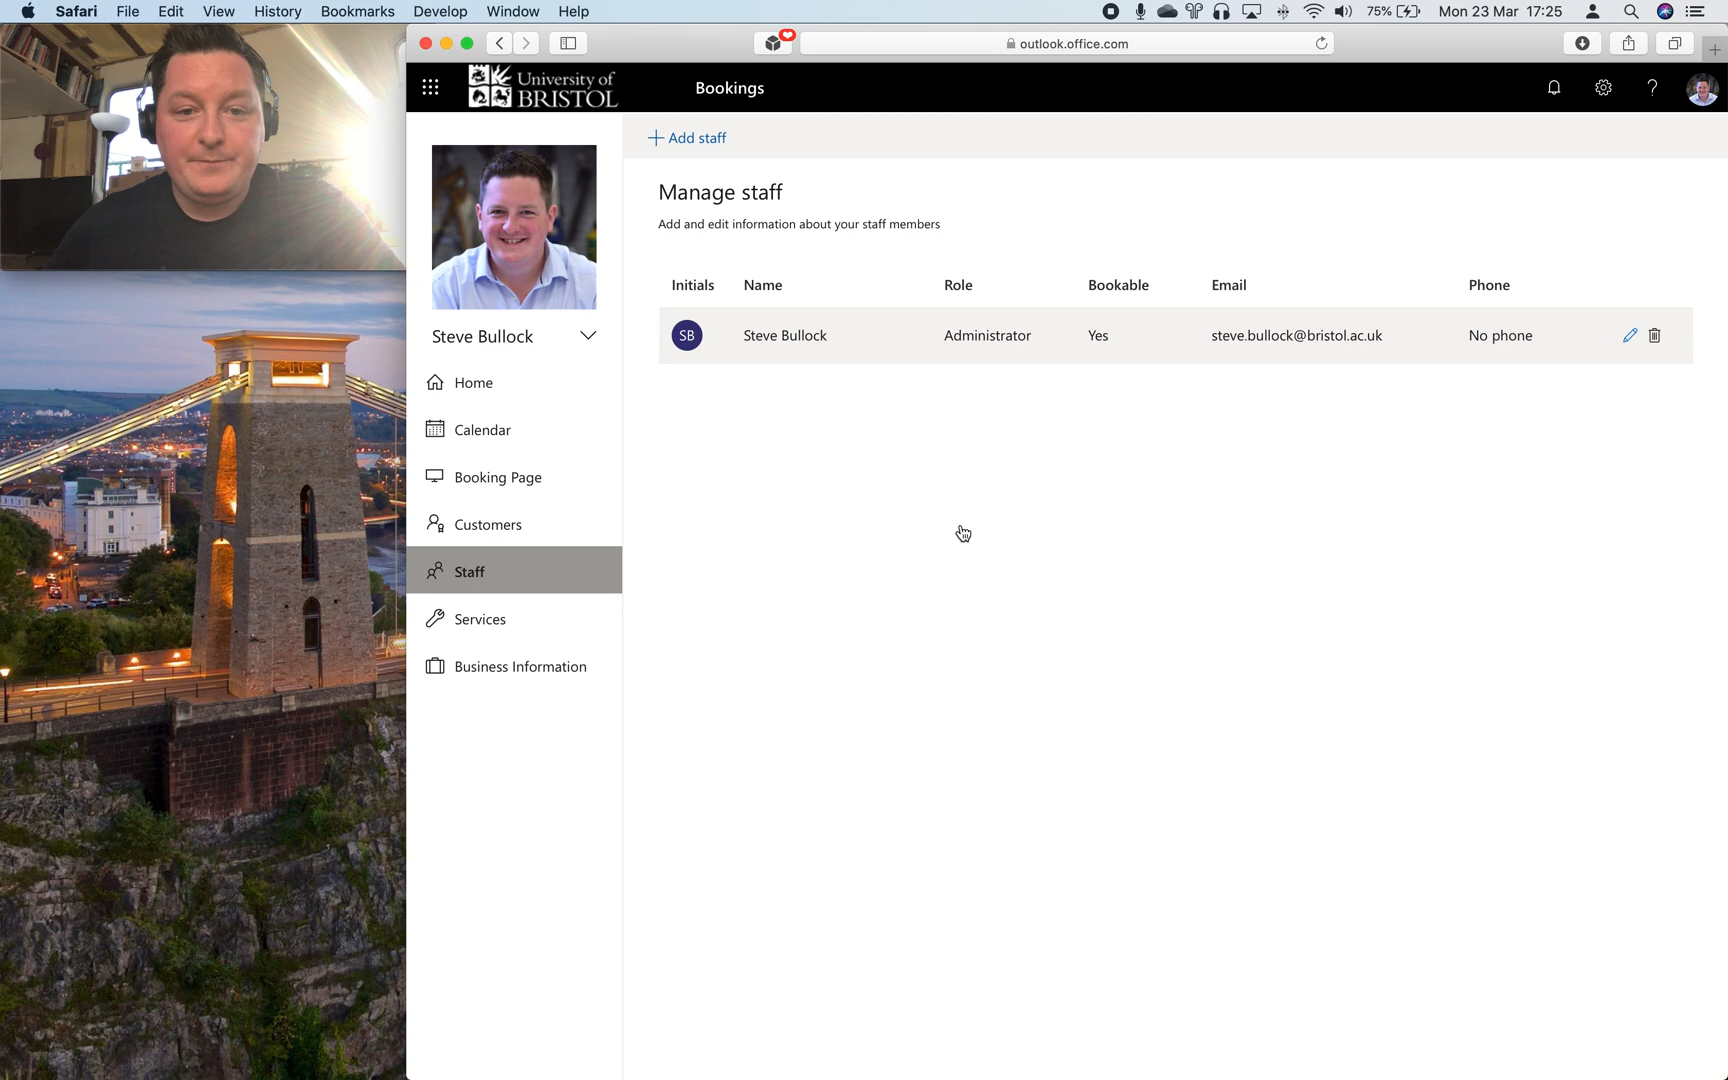 Safari File Edit View History Bookmarks Develop Window Help 75% Mon 23 Mar 17:25
outlook.office.com
University of
BRISTOL
Bookings
+ Add staff
Manage staff
Add and edit information about your staff members
Initials Name Role Bookable Email Phone
SB Steve Bullock Administrator Yes steve.bullock@bristol.ac.uk No phone
Steve Bullock
Home
Calendar
Booking Page
Customers
Staff
Services
Business Information